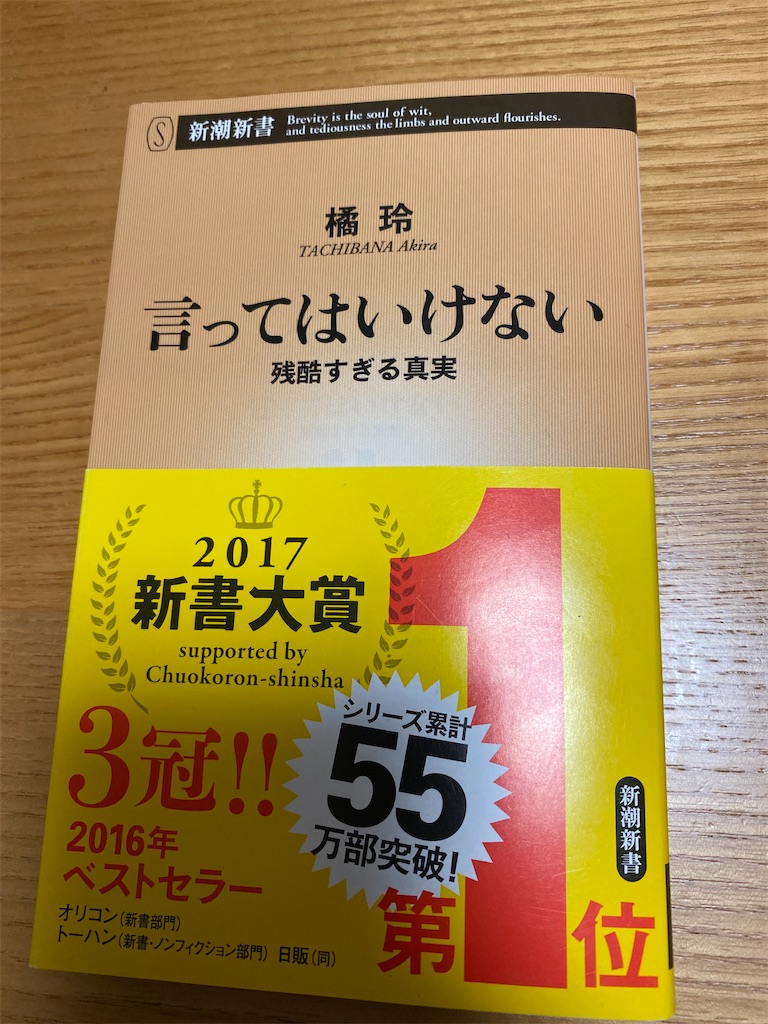 S
新潮新書
Brevity is the soul of wit,
and tediousness the limbs and outward flourishes.
橘 玲
TACHIBANA Akira
言ってはいけない
残酷すぎる真実
2017
新書大賞
supported by
Chuokoron-shinsha
第1位
3冠!!
シリーズ累計
55
万部突破!
2016年
ベストセラー
オリコン(新書部門)
トーハン(新書・ノンフィクション部門) 日販(同)
新潮新書